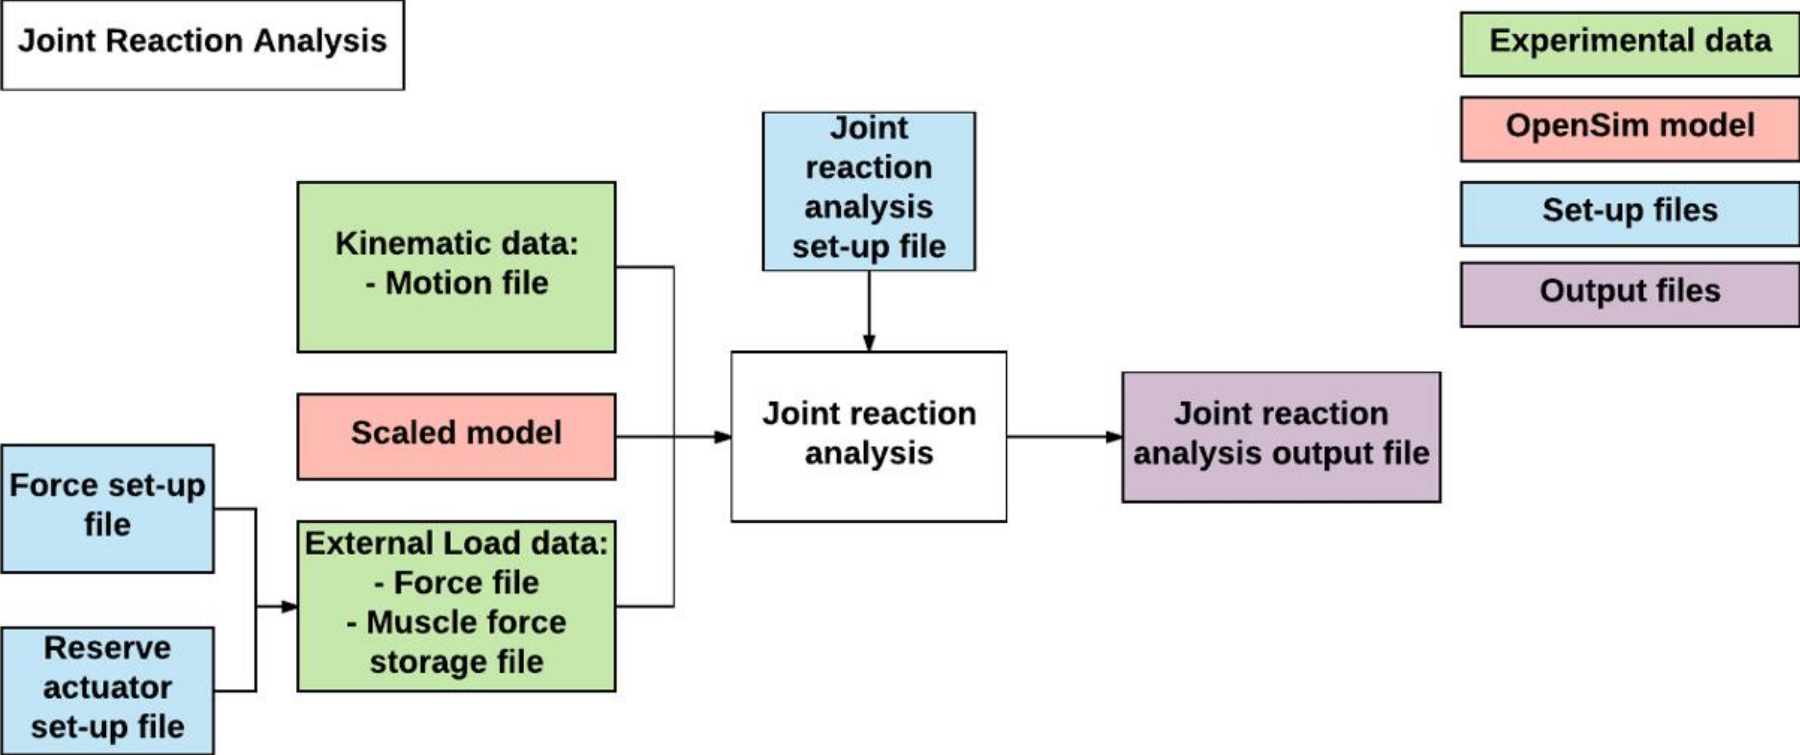 Joint Reaction Analysis
Experimental data
OpenSim model
Set-up files
Output files
Joint
reaction
analysis
set-up file
Kinematic data:
- Motion file
Scaled model
Force set-up
file
External Load data:
- Force file
- Muscle force
storage file
Reserve
actuator
set-up file
Joint reaction
analysis
Joint reaction
analysis output file